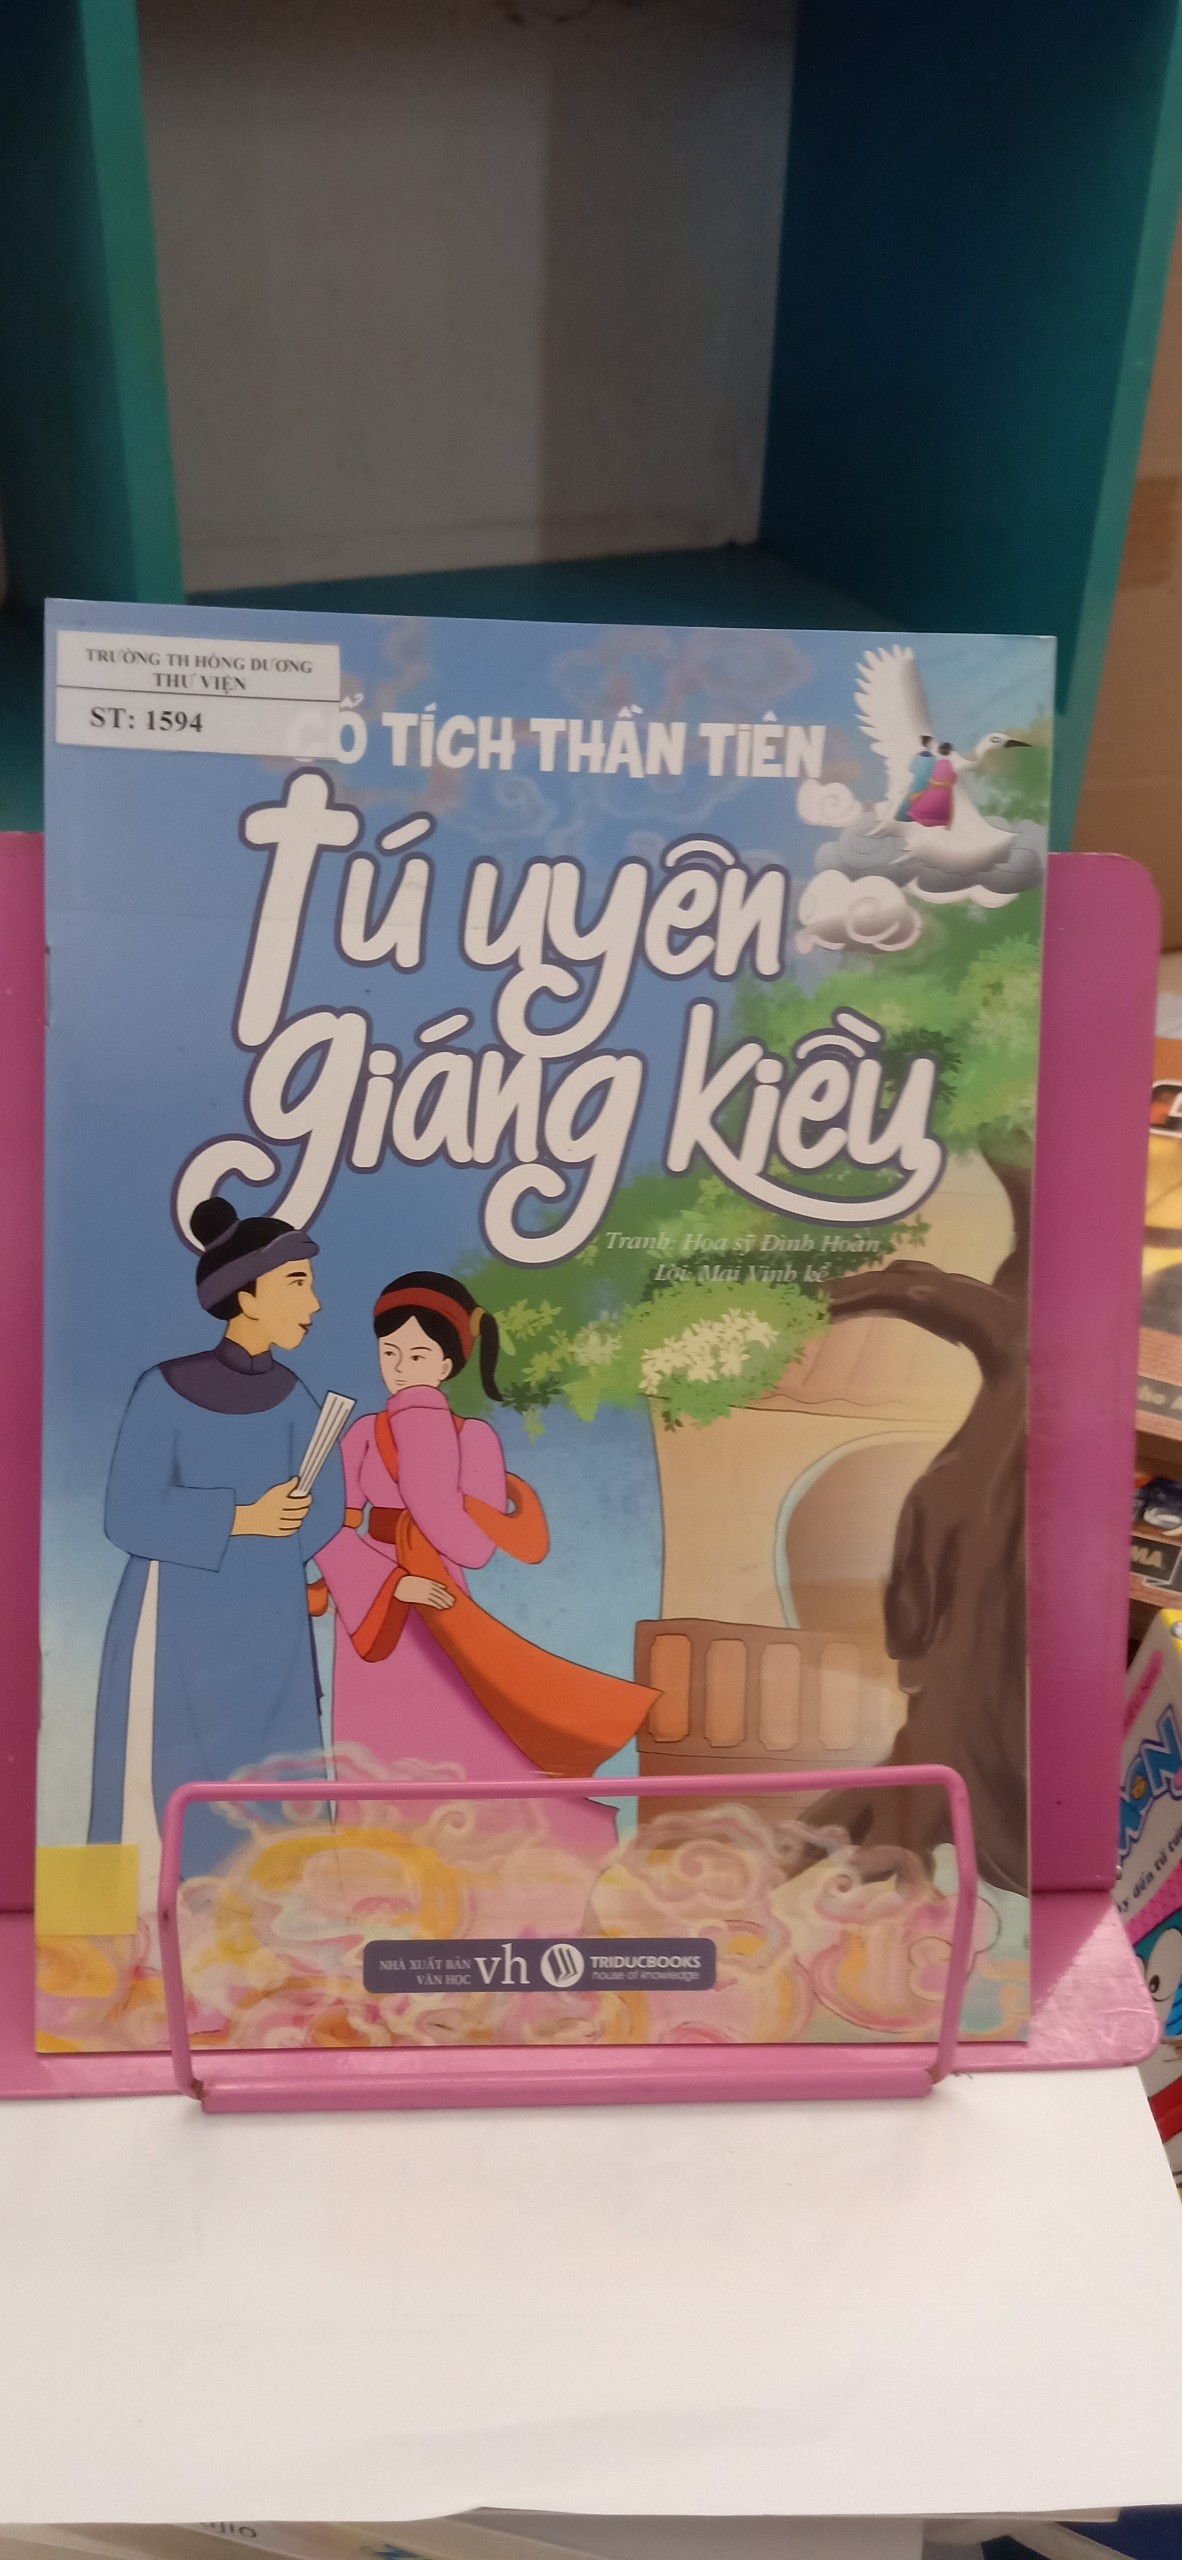 TRƯỜNG TH HỒNG DƯƠNG
THƯ VIỆN
ST: 1594
CỔ TÍCH THẦN TIÊN
Tú uyên
giáng kiều
Tranh: Họa sỹ Đình Hoàn
Lời: Mai Vinh kể
NHÀ XUẤT BẢN
VĂN HỌC
vh
TRIDUCBOOKS
house of knowledge